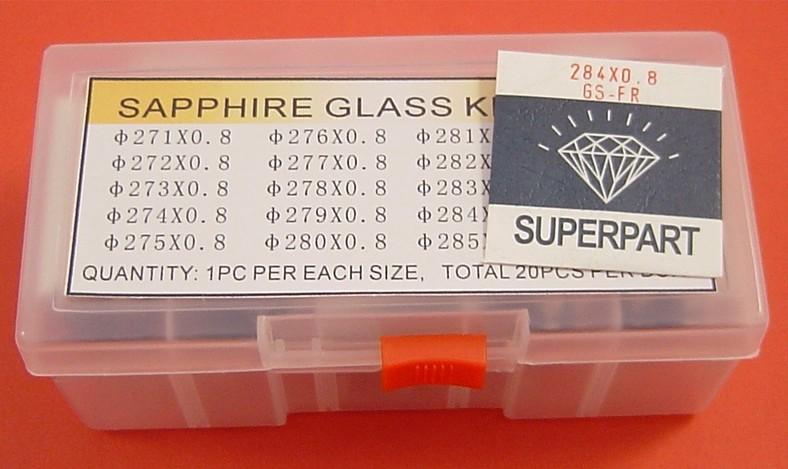 SAPPHIRE GLASS
Φ271X0.8 Φ276X0.8 Φ281X
Φ272X0.8 Φ277X0.8 Φ282X
Φ273X0.8 Φ278X0.8 Φ283X
Φ274X0.8 Φ279X0.8 Φ284X
Φ275X0.8 Φ280X0.8 Φ285
QUANTITY: 1PC PER EACH SIZE, TOTAL 20PCS PER
284X0.8
GS-FR
SUPERPART